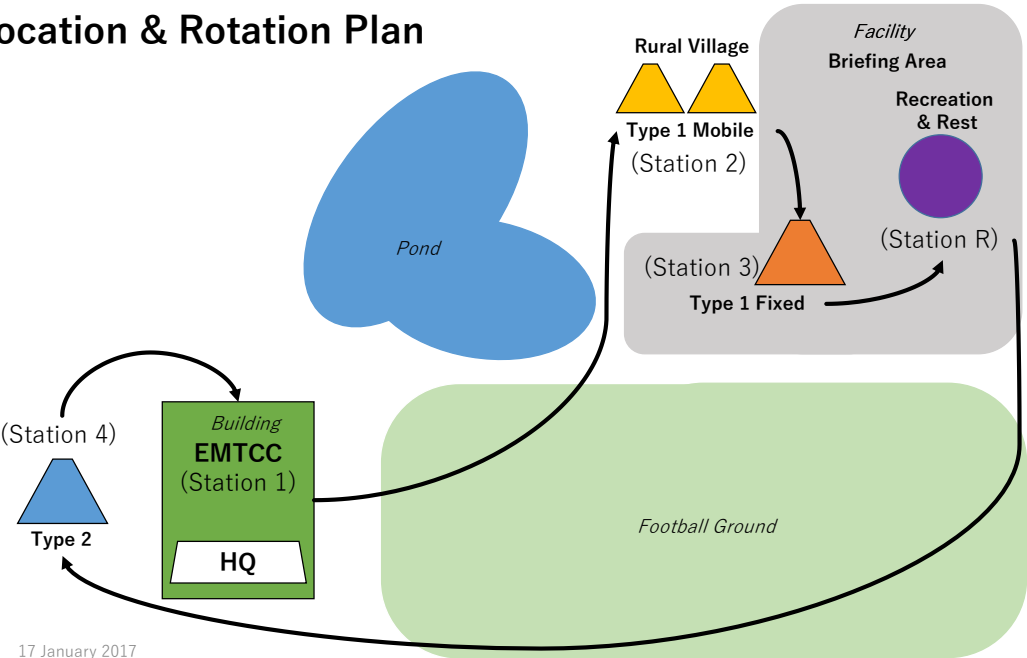 ocation & Rotation Plan
Rural Village
Type 1 Mobile
(Station 2)
Facility
Briefing Area
Recreation
& Rest
(Station R)
(Station 3)
Type 1 Fixed
Pond
(Station 4)
Type 2
Building
EMTCC
(Station 1)
HQ
Football Ground
17 January 2017